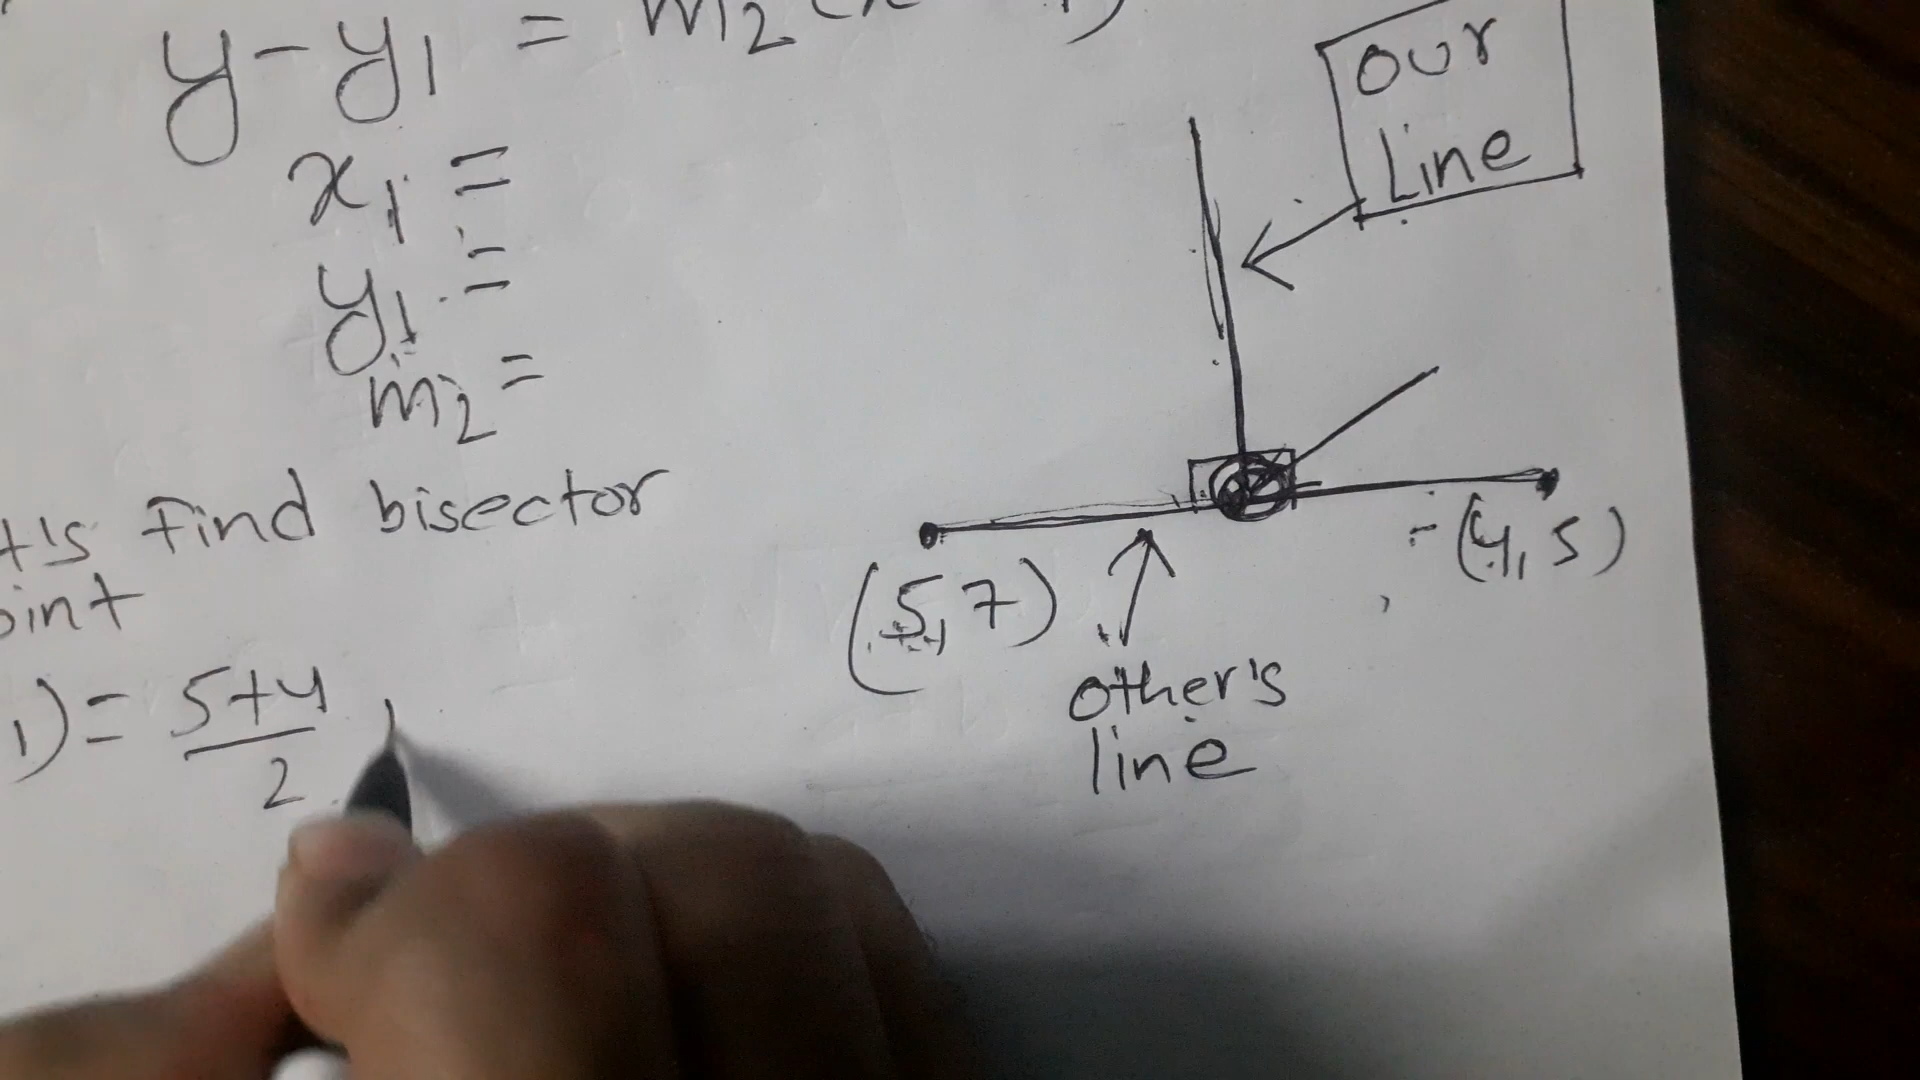 y-y1 = m2(x
x1 =
y1 =
m2 =
t's find bisector
oint
1) = 5+4
2
our
Line
(5,7)
-(4,5)
other's
line